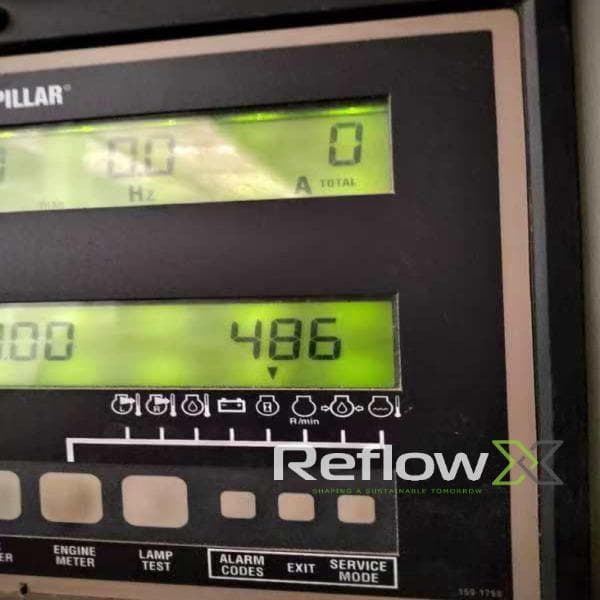 PILLAR®
0.0 0
Hz A TOTAL
.00 486
L R H
R/min
ReflowX
SHAPING A SUSTAINABLE TOMORROW
ER ENGINE METER LAMP TEST ALARM CODES EXIT SERVICE MODE